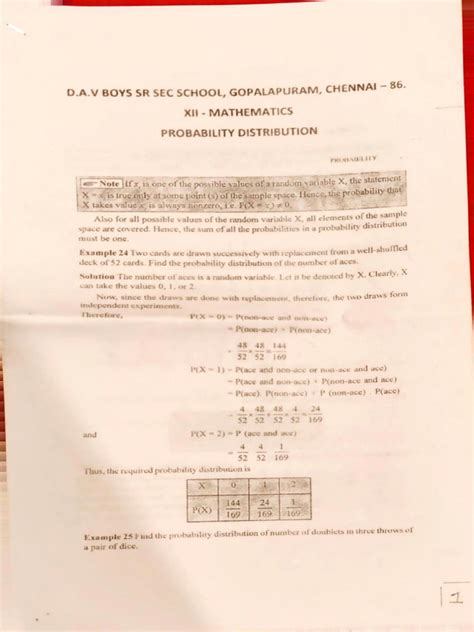 D.A.V BOYS SR SEC SCHOOL, GOPALAPURAM, CHENNAI – 86.
XII - MATHEMATICS
PROBABILITY DISTRIBUTION
PROBABILITY
Note If xᵢ is one of the possible values of a random variable X, the statement
X = xᵢ is true only at some point (s) of the sample space. Hence, the probability that
X takes value xᵢ is always nonzero, i.e. P(X = xᵢ) ≠ 0.
Also for all possible values of the random variable X, all elements of the sample
space are covered. Hence, the sum of all the probabilities in a probability distribution
must be one.
Example 24 Two cards are drawn successively with replacement from a well-shuffled
deck of 52 cards. Find the probability distribution of the number of aces.
Solution The number of aces is a random variable. Let it be denoted by X. Clearly, X
can take the values 0, 1, or 2.
Now, since the draws are done with replacement, therefore, the two draws form
independent experiments.
Therefore, P(X = 0) = P(non-ace and non-ace)
= P(non-ace) × P(non-ace)
= 48/52 × 48/52 = 144/169
P(X = 1) = P(ace and non-ace or non-ace and ace)
= P(ace and non-ace) + P(non-ace and ace)
= P(ace). P(non-ace) + P (non-ace) . P(ace)
= 4/52 × 48/52 + 48/52 × 4/52 = 24/169
and P(X = 2) = P (ace and ace)
= 4/52 × 4/52 = 1/169
Thus, the required probability distribution is
X 0 1 2
P(X) 144/169 24/169 1/169
Example 25 Find the probability distribution of number of doublets in three throws of
a pair of dice.
1